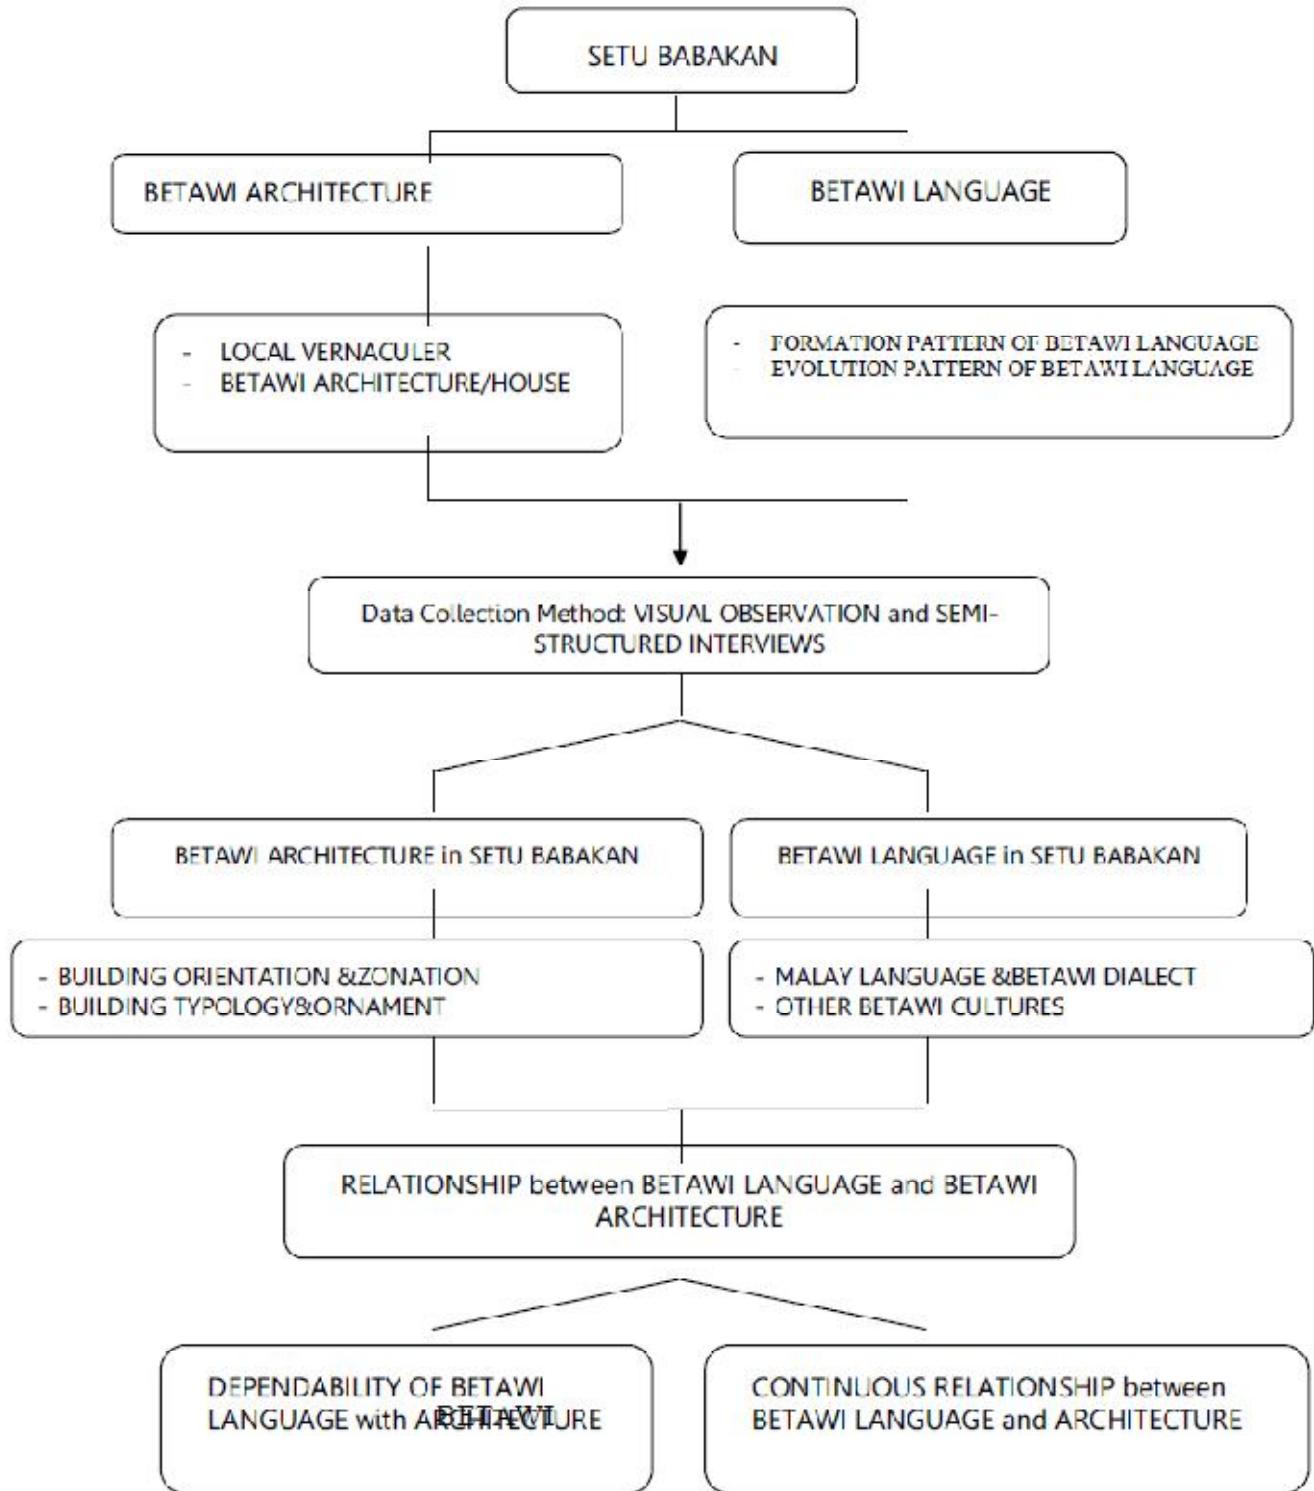 SETU BABAKAN
BETAWI ARCHITECTURE
BETAWI LANGUAGE
- LOCAL VERNACULER
- BETAWI ARCHITECTURE/HOUSE
- FORMATION PATTERN OF BETAWI LANGUAGE
- EVOLUTION PATTERN OF BETAWI LANGUAGE
Data Collection Method: VISUAL OBSERVATION and SEMI-
STRUCTURED INTERVIEWS
BETAWI ARCHITECTURE in SETU BABAKAN
BETAWI LANGUAGE in SETU BABAKAN
- BUILDING ORIENTATION &ZONATION
- BUILDING TYPOLOGY&ORNAMENT
- MALAY LANGUAGE &BETAWI DIALECT
- OTHER BETAWI CULTURES
RELATIONSHIP between BETAWI LANGUAGE and BETAWI
ARCHITECTURE
DEPENDABILITY OF BETAWI
LANGUAGE with ARCHITECTURE
BETAWI
CONTINUOUS RELATIONSHIP between
BETAWI LANGUAGE and ARCHITECTURE